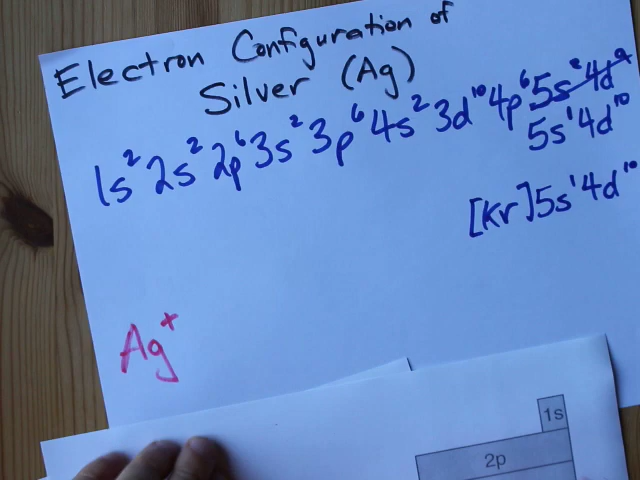 Electron Configuration of
Silver (Ag)
1s² 2s² 2p⁶ 3s² 3p⁶ 4s² 3d¹⁰ 4p⁶ 5s² 4d⁹
5s¹ 4d¹⁰
[Kr] 5s¹ 4d¹⁰
Ag⁺
1s
2p